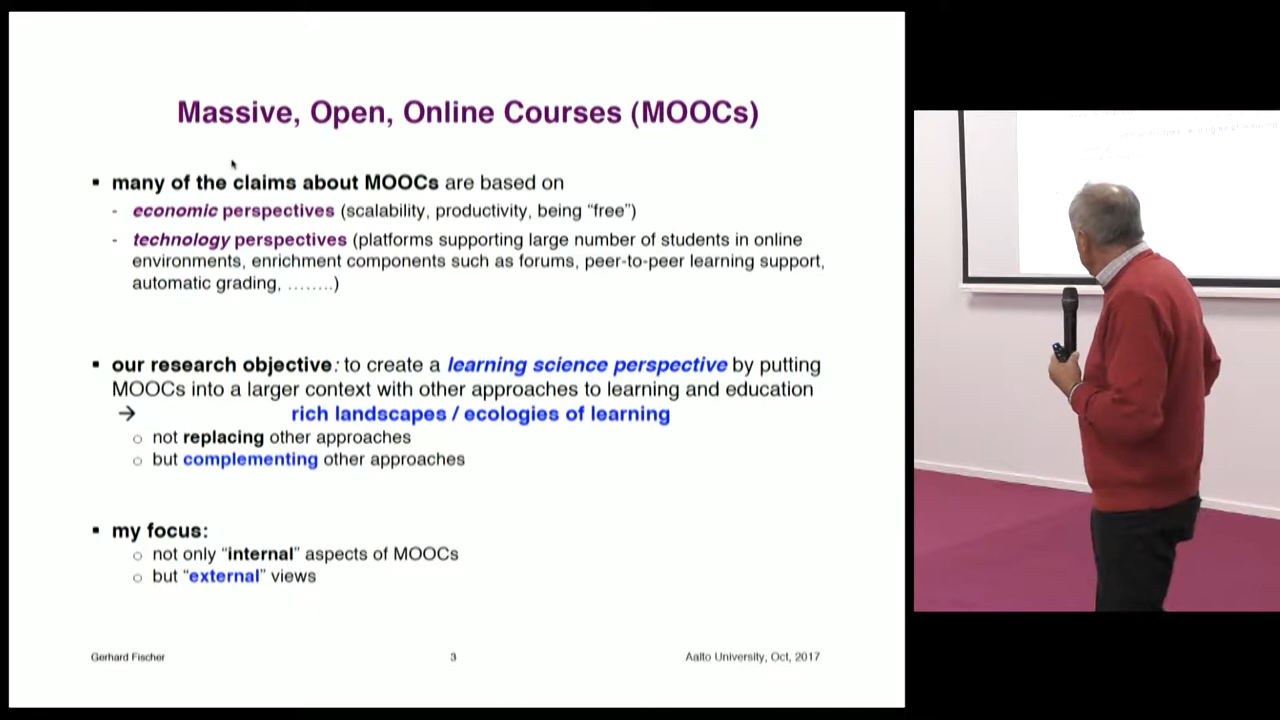 Massive, Open, Online Courses (MOOCs)
▪ many of the claims about MOOCs are based on
- economic perspectives (scalability, productivity, being “free”)
- technology perspectives (platforms supporting large number of students in online
environments, enrichment components such as forums, peer-to-peer learning support,
automatic grading, ........)
▪ our research objective: to create a learning science perspective by putting
MOOCs into a larger context with other approaches to learning and education
→ rich landscapes / ecologies of learning
○ not replacing other approaches
○ but complementing other approaches
▪ my focus:
○ not only “internal” aspects of MOOCs
○ but “external” views
Gerhard Fischer 3 Aalto University, Oct, 2017